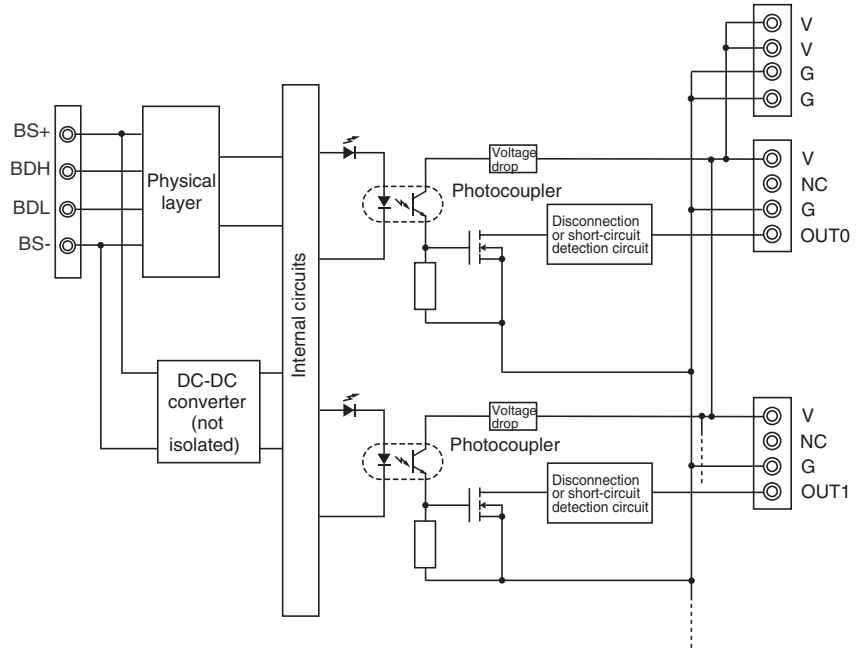 V
V
G
G
BS+
BDH
BDL
BS-
Physical
layer
Voltage
drop
Photocoupler
V
NC
G
OUT0
Disconnection
or short-circuit
detection circuit
Internal circuits
DC-DC
converter
(not
isolated)
Voltage
drop
Photocoupler
V
NC
G
OUT1
Disconnection
or short-circuit
detection circuit